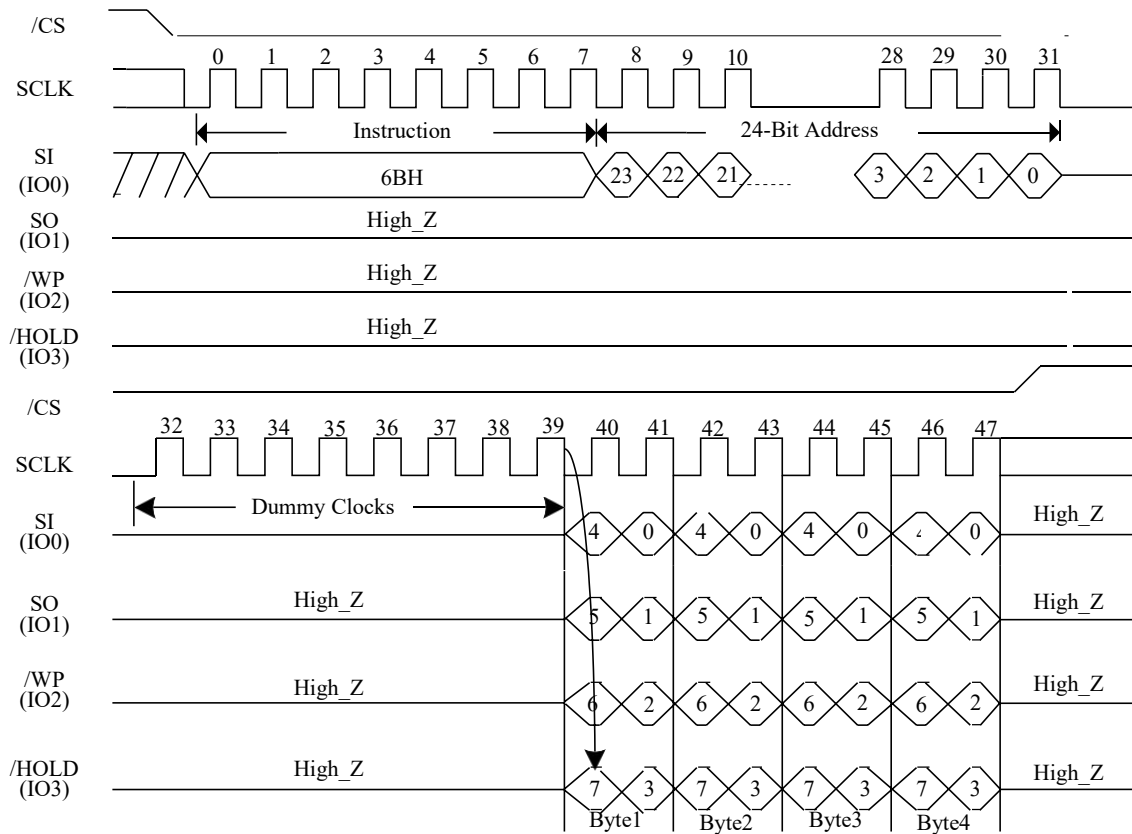 /CS
0 1 2 3 4 5 6 7 8 9 10 28 29 30 31
SCLK
Instruction 24-Bit Address
SI
(IO0)
6BH 23 22 21 3 2 1 0
SO
(IO1)
High_Z
/WP
(IO2)
High_Z
/HOLD
(IO3)
High_Z
/CS
32 33 34 35 36 37 38 39 40 41 42 43 44 45 46 47
SCLK
Dummy Clocks
SI
(IO0)
4 0 4 0 4 0 4 0 High_Z
SO
(IO1)
High_Z 5 1 5 1 5 1 5 1 High_Z
/WP
(IO2)
High_Z 6 2 6 2 6 2 6 2 High_Z
/HOLD
(IO3)
High_Z 7 3 7 3 7 3 7 3 High_Z
Byte1 Byte2 Byte3 Byte4